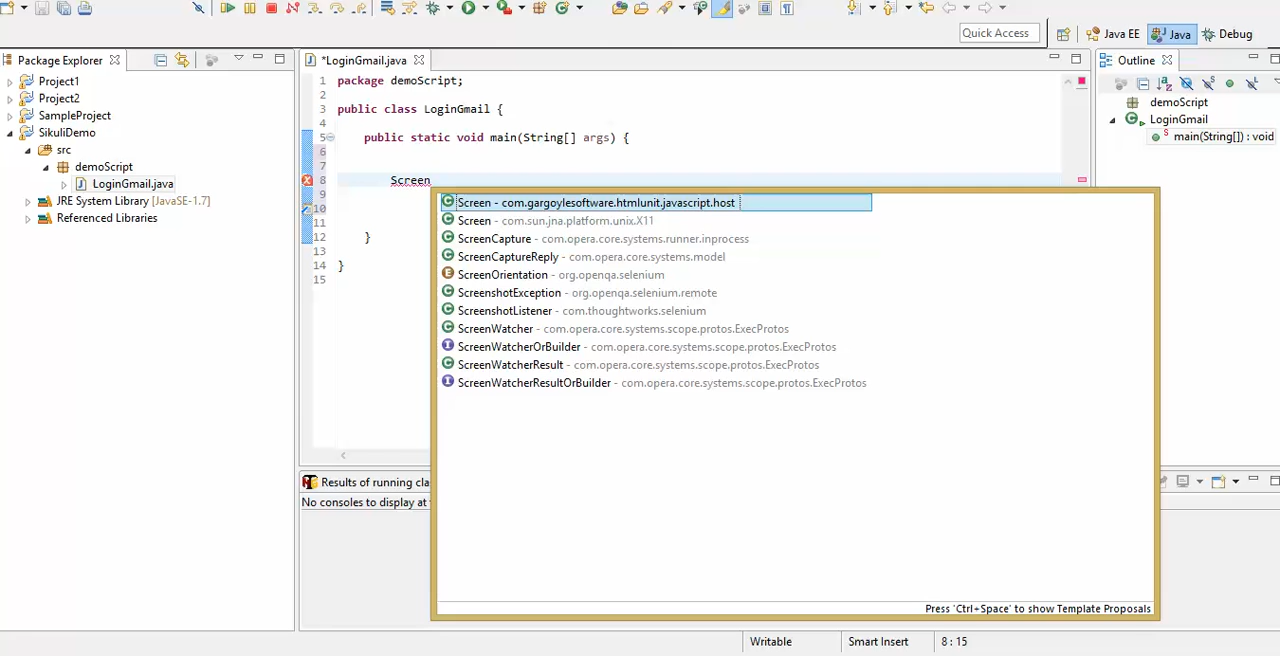 Quick Access
Java EE
Java
Debug
Package Explorer
Project1
Project2
SampleProject
SikuliDemo
src
demoScript
LoginGmail.java
JRE System Library [JavaSE-1.7]
Referenced Libraries
*LoginGmail.java
1 package demoScript;
2
3 public class LoginGmail {
4
5 public static void main(String[] args) {
6
7
8 Screen
9
10
11
12 }
13
14 }
15
Screen - com.gargoylesoftware.htmlunit.javascript.host
Screen - com.sun.jna.platform.unix.X11
ScreenCapture - com.opera.core.systems.runner.inprocess
ScreenCaptureReply - com.opera.core.systems.model
ScreenOrientation - org.openqa.selenium
ScreenshotException - org.openqa.selenium.remote
ScreenshotListener - com.thoughtworks.selenium
ScreenWatcher - com.opera.core.systems.scope.protos.ExecProtos
ScreenWatcherOrBuilder - com.opera.core.systems.scope.protos.ExecProtos
ScreenWatcherResult - com.opera.core.systems.scope.protos.ExecProtos
ScreenWatcherResultOrBuilder - com.opera.core.systems.scope.protos.ExecProtos
Press 'Ctrl+Space' to show Template Proposals
Outline
demoScript
LoginGmail
main(String[]) : void
Results of running cla
No consoles to display at
Writable
Smart Insert
8 : 15